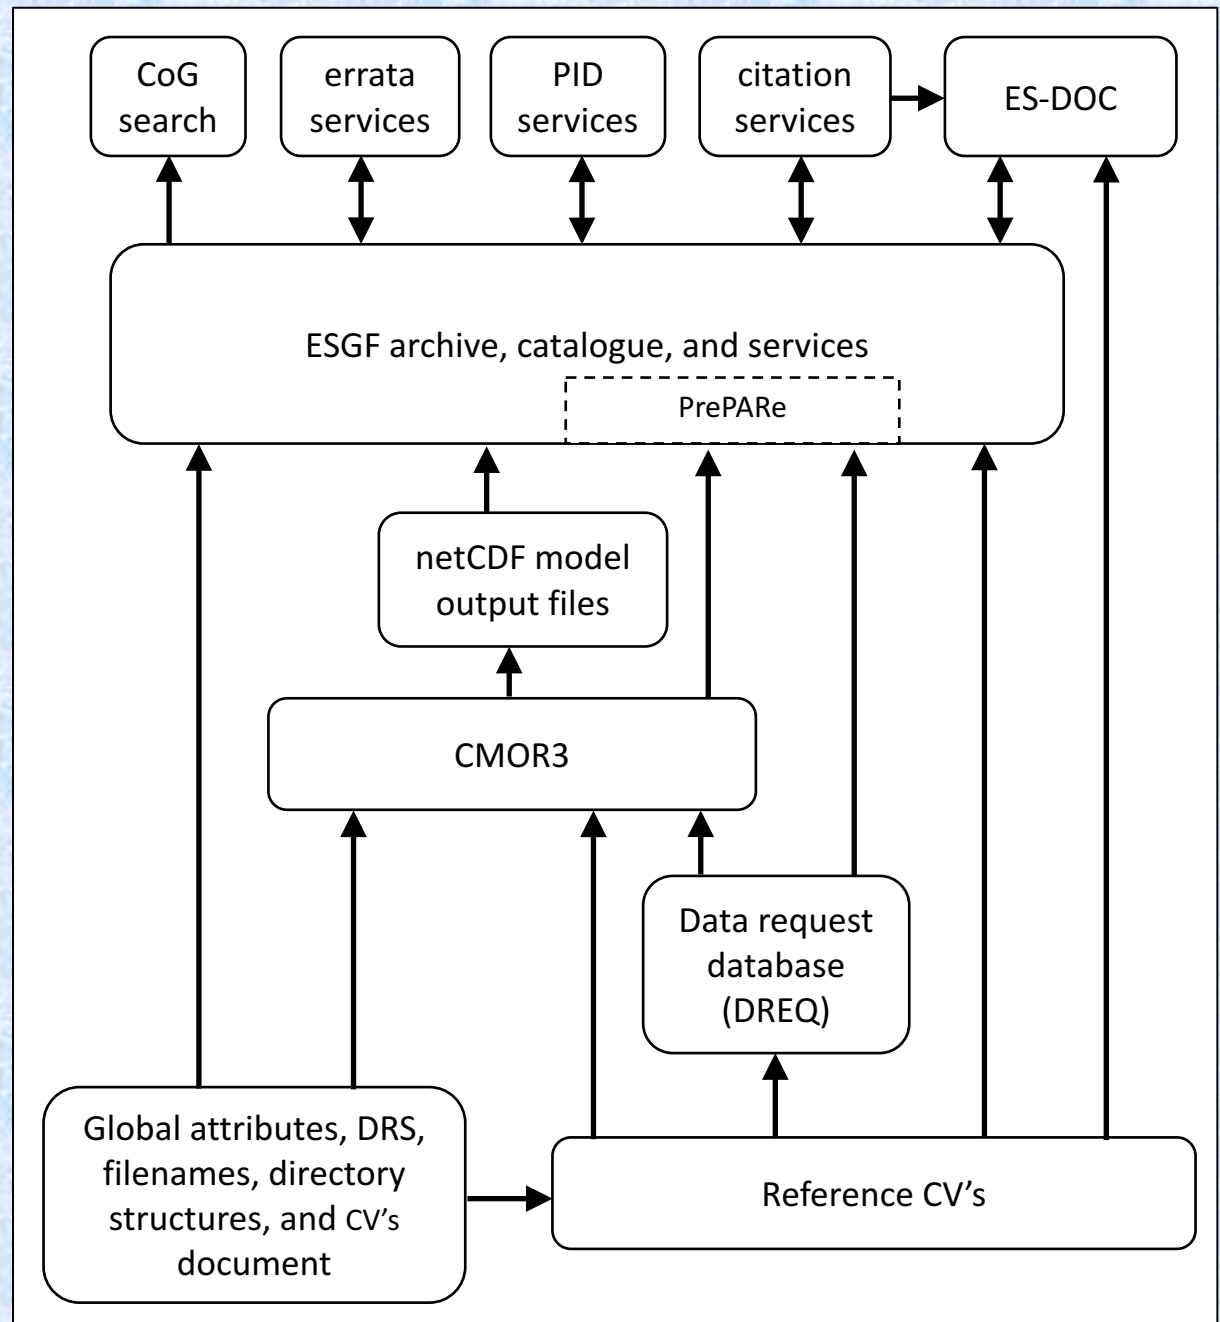 CoG
search
errata
services
PID
services
citation
services
ES-DOC
ESGF archive, catalogue, and services
PrePARe
netCDF model
output files
CMOR3
Data request
database
(DREQ)
Global attributes, DRS,
filenames, directory
structures, and CV's
document
Reference CV's